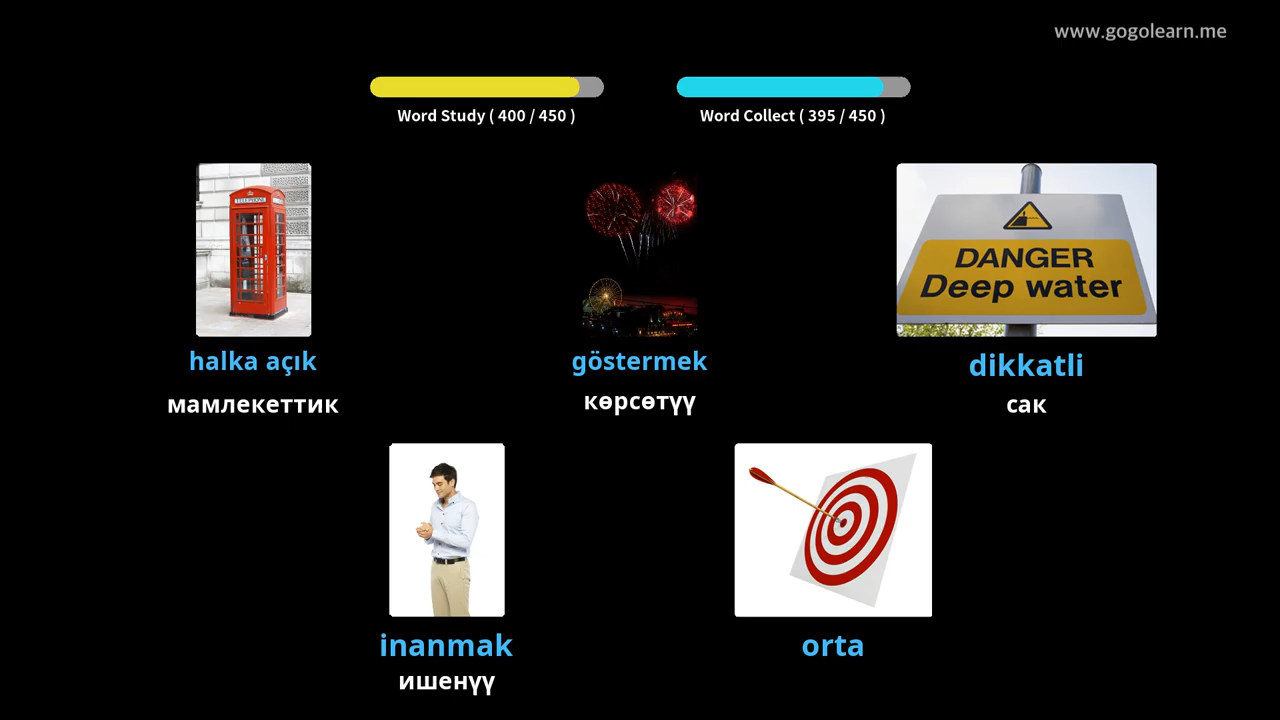 www.gogolearn.me
Word Study ( 400 / 450 )
Word Collect ( 395 / 450 )
TELEPHONE
DANGER
Deep water
halka açık
göstermek
dikkatli
мамлекеттик
көрсөтүү
сак
inanmak
orta
ишенүү